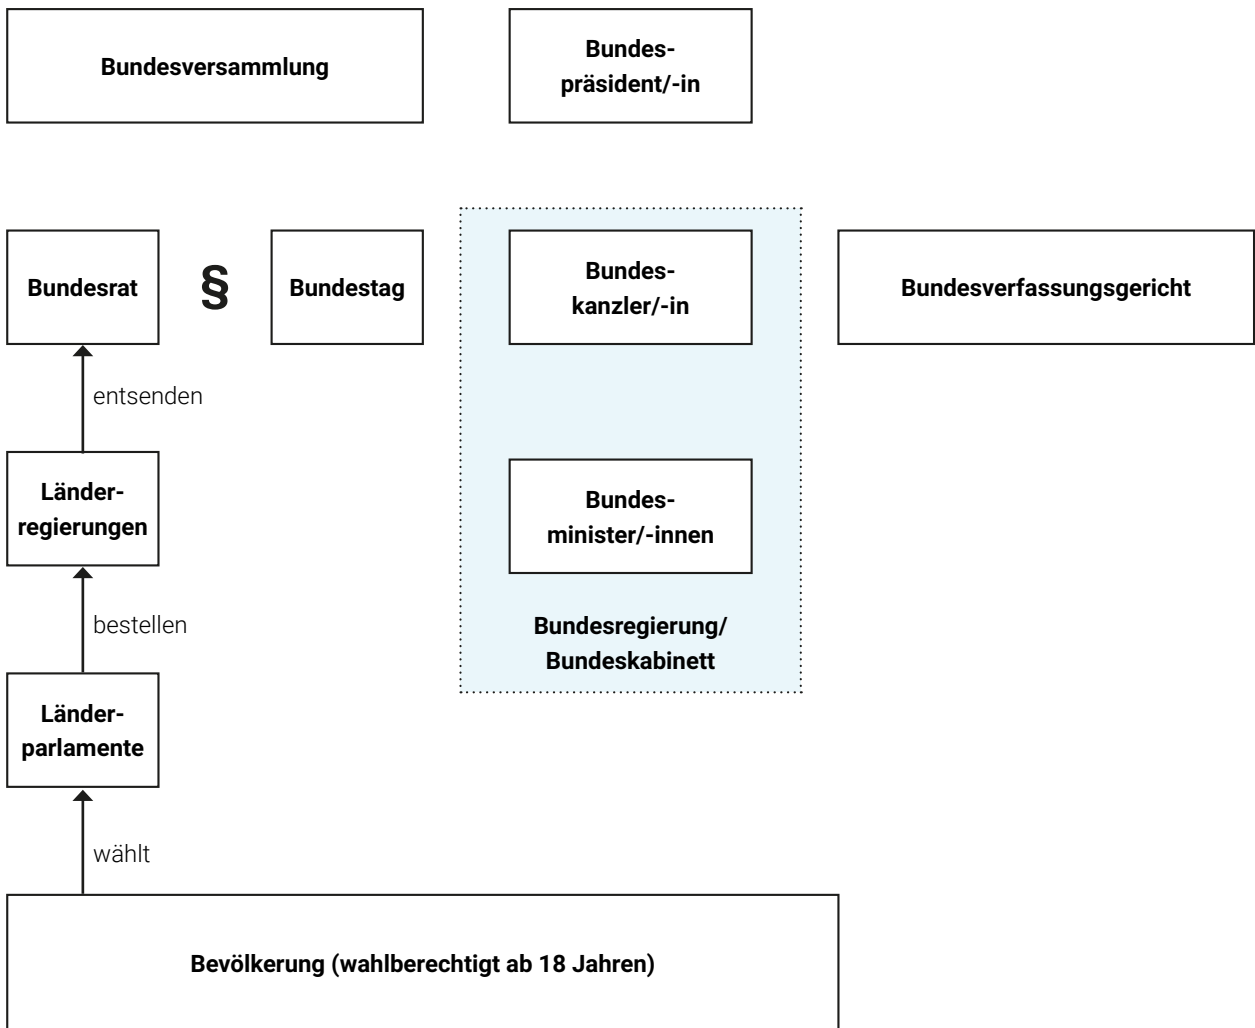 Bundesversammlung
Bundes-
präsident/-in
Bundesrat
§
Bundestag
Bundes-
kanzler/-in
Bundesverfassungsgericht
entsenden
Länder-
regierungen
Bundes-
minister/-innen
bestellen
Bundesregierung/
Bundeskabinett
Länder-
parlamente
wählt
Bevölkerung (wahlberechtigt ab 18 Jahren)